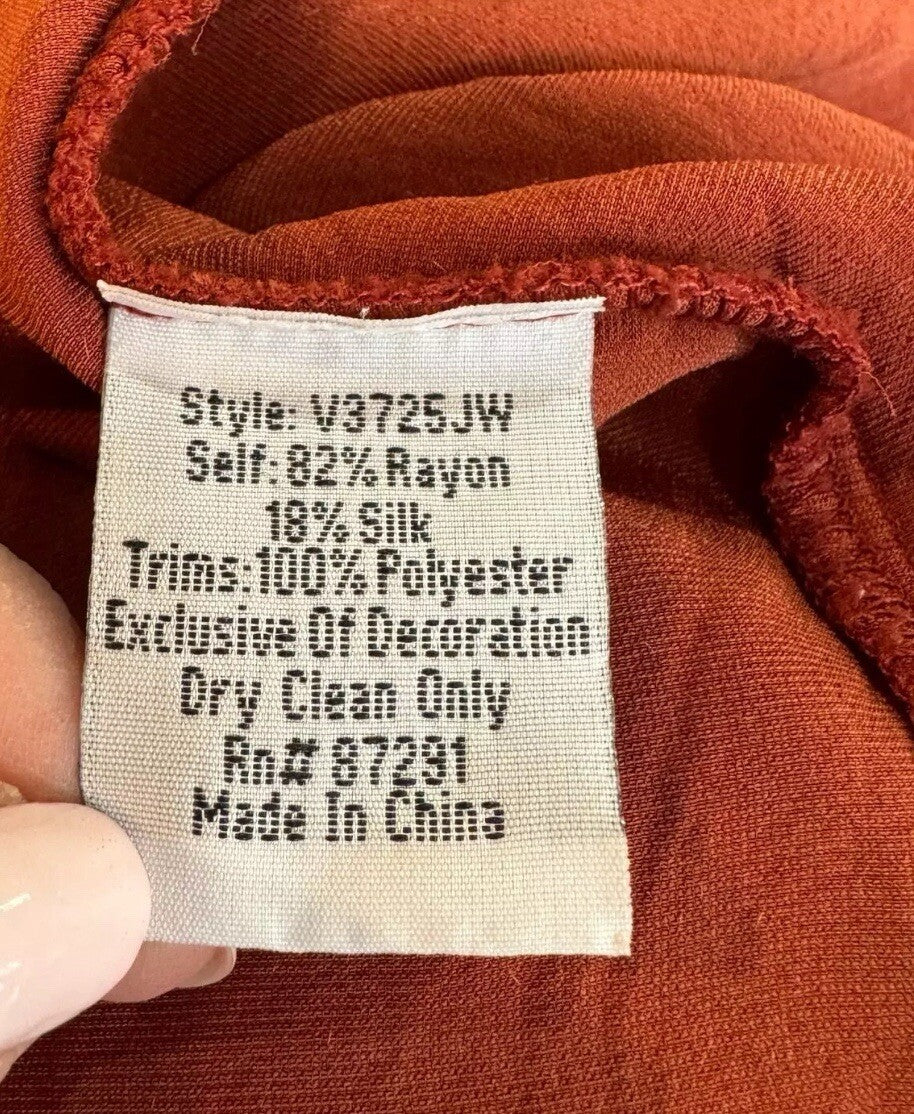 Style: V3725JW
Self: 82% Rayon
18% Silk
Trims: 100% Polyester
Exclusive Of Decoration
Dry Clean Only
Rn# 87291
Made In China